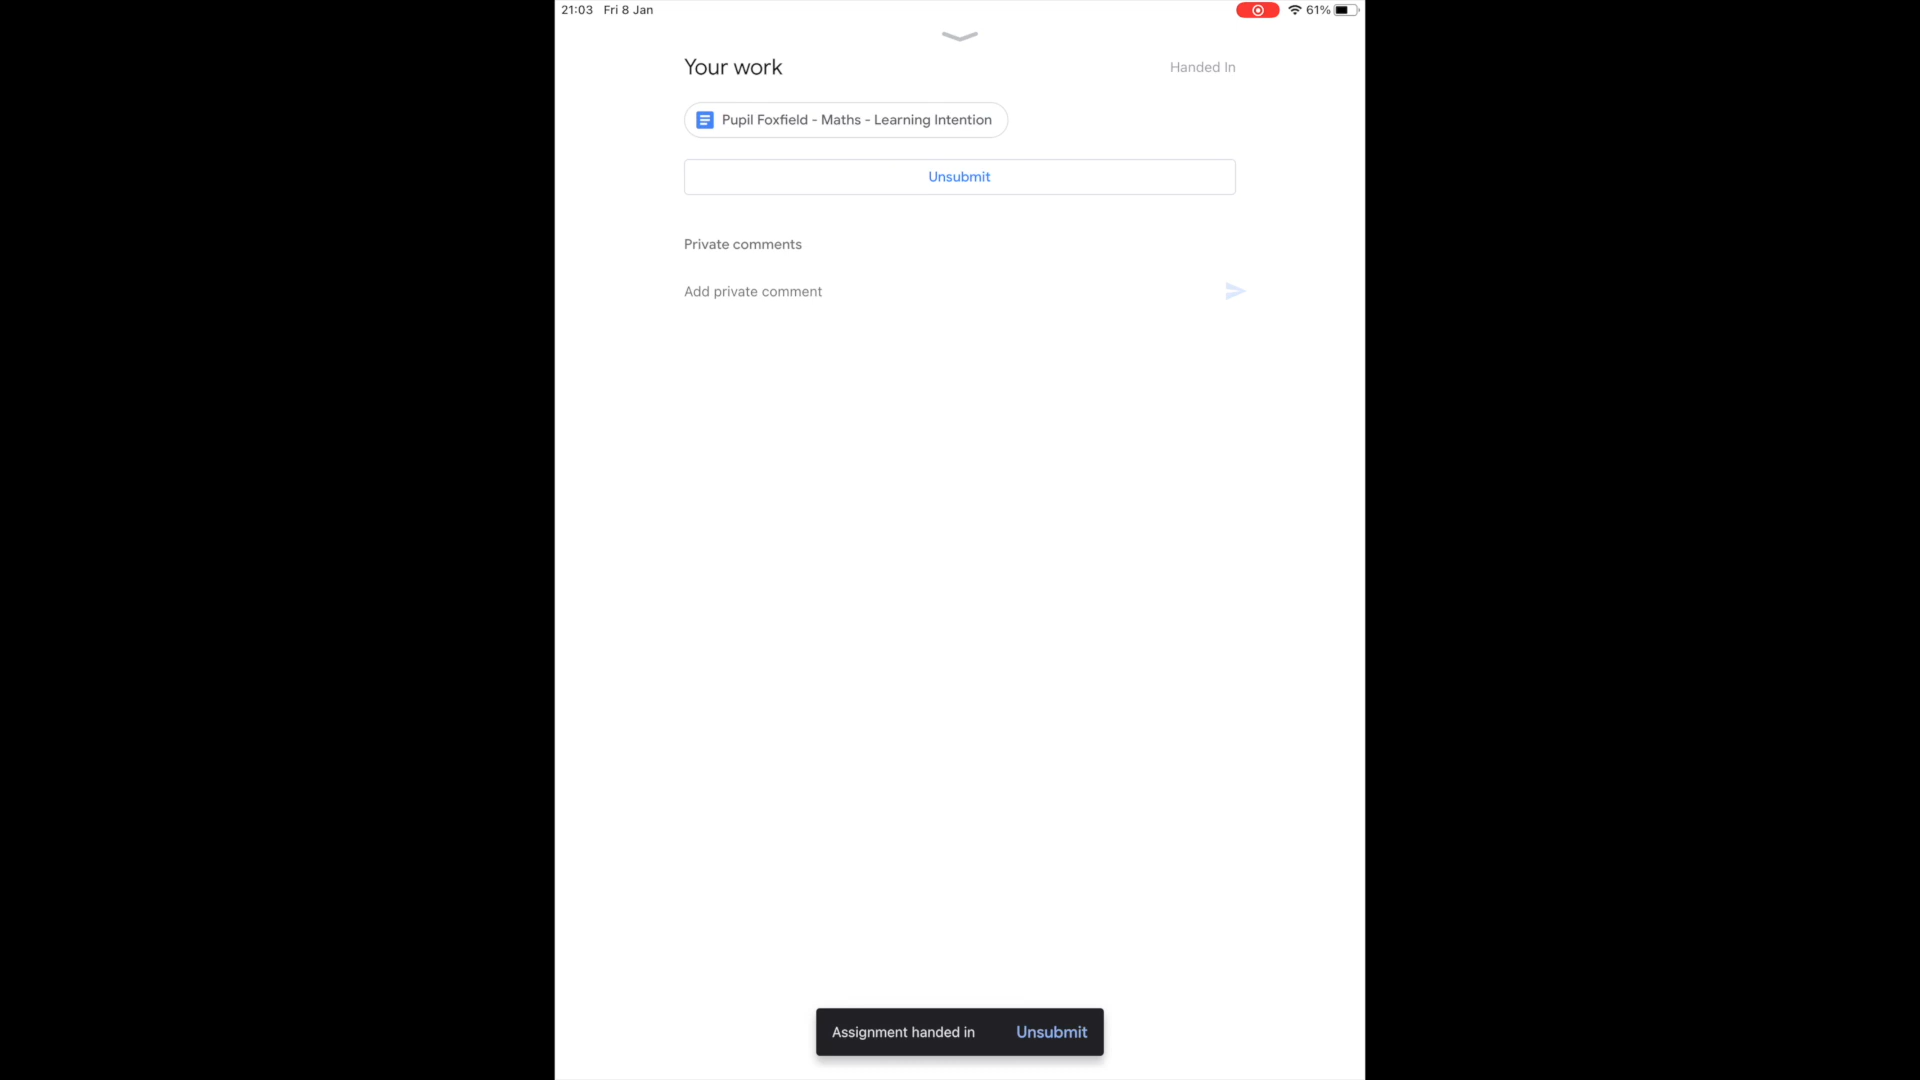 21:03 Fri 8 Jan 61%
Your work Handed In
Pupil Foxfield - Maths - Learning Intention
Unsubmit
Private comments
Add private comment
Assignment handed in Unsubmit